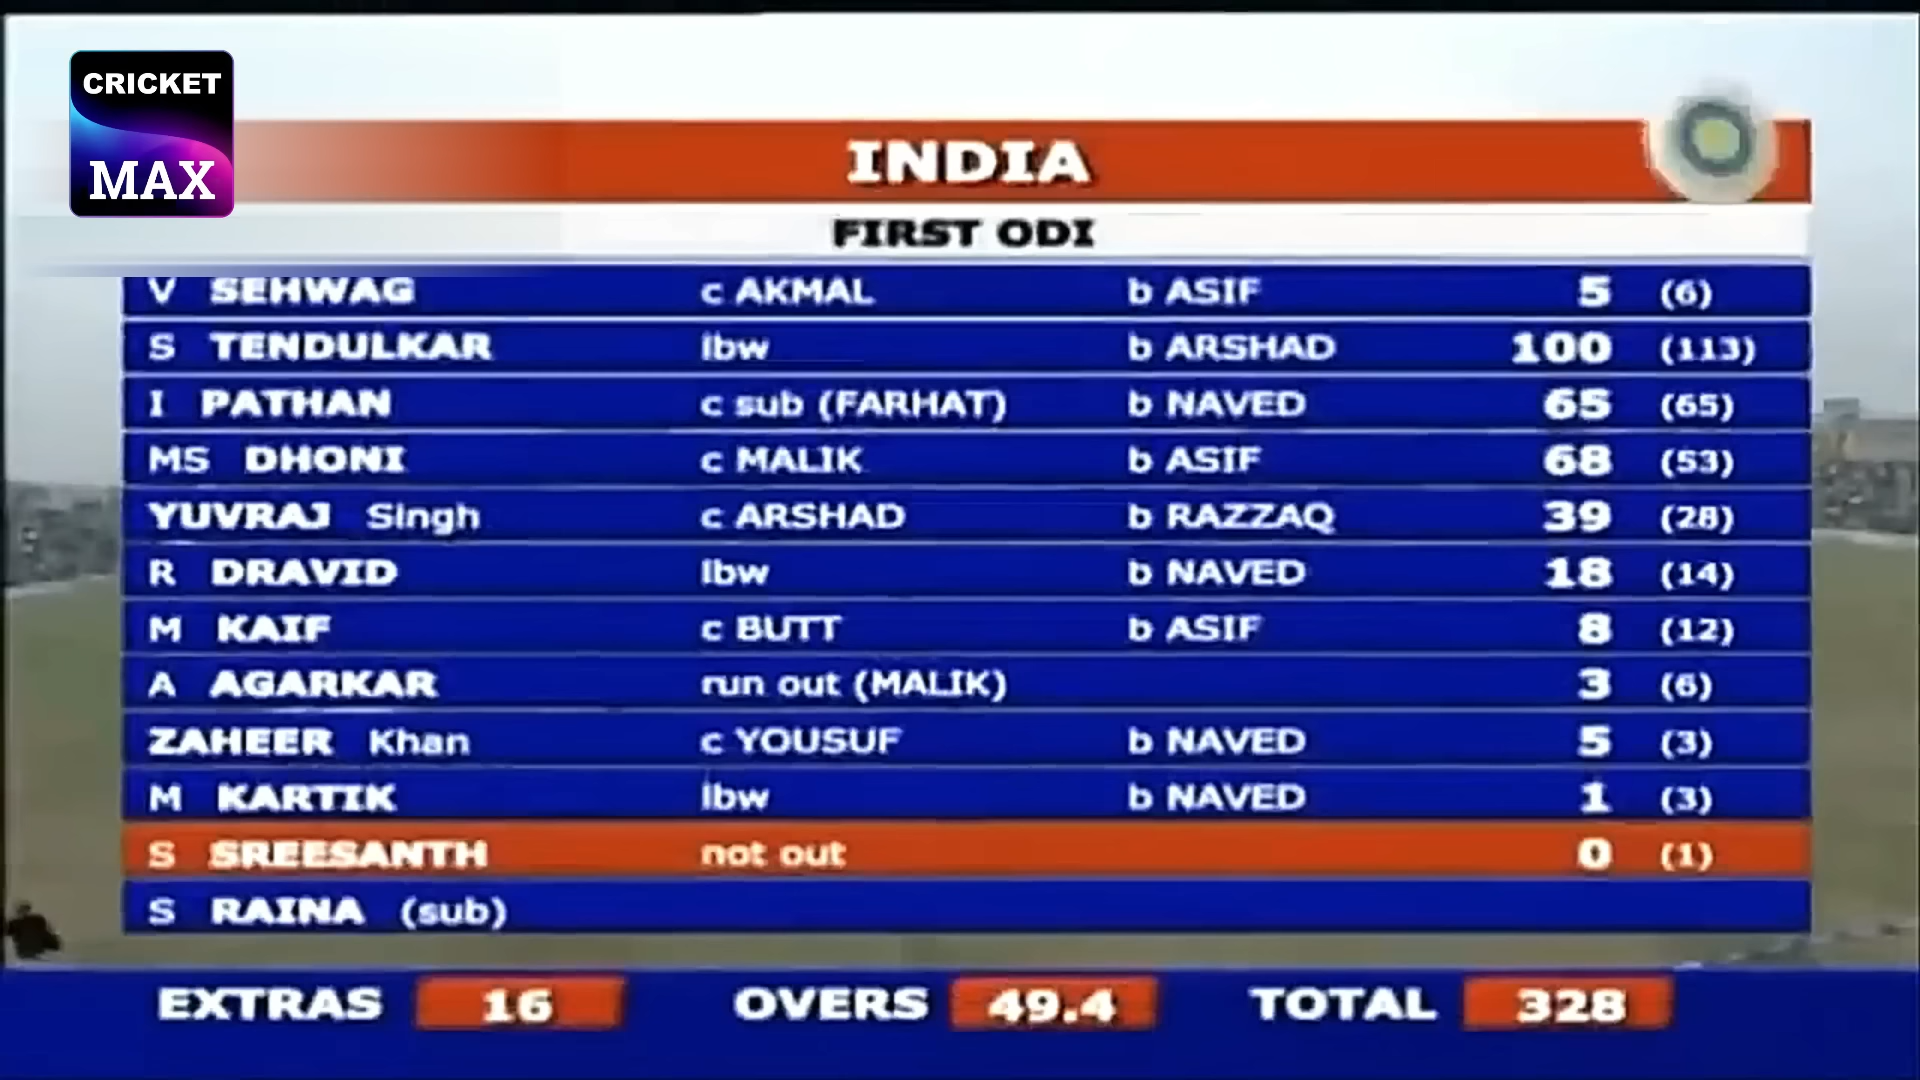 CRICKET
MAX
INDIA
FIRST ODI
V SEHWAG c AKMAL b ASIF 5 (6)
S TENDULKAR lbw b ARSHAD 100 (113)
I PATHAN c sub (FARHAT) b NAVED 65 (65)
MS DHONI c MALIK b ASIF 68 (53)
YUVRAJ Singh c ARSHAD b RAZZAQ 39 (28)
R DRAVID lbw b NAVED 18 (14)
M KAIF c BUTT b ASIF 8 (12)
A AGARKAR run out (MALIK) 3 (6)
ZAHEER Khan c YOUSUF b NAVED 5 (3)
M KARTIK lbw b NAVED 1 (3)
S SREESANTH not out 0 (1)
S RAINA (sub)
EXTRAS 16 OVERS 49.4 TOTAL 328